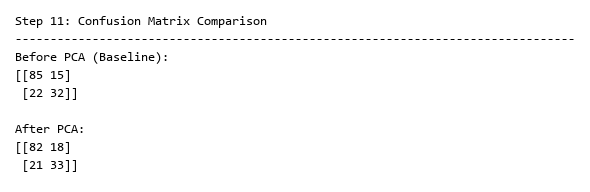 Step 11: Confusion Matrix Comparison
--------------------------------------------------------------------------------
Before PCA (Baseline):
[[85 15]
 [22 32]]

After PCA:
[[82 18]
 [21 33]]